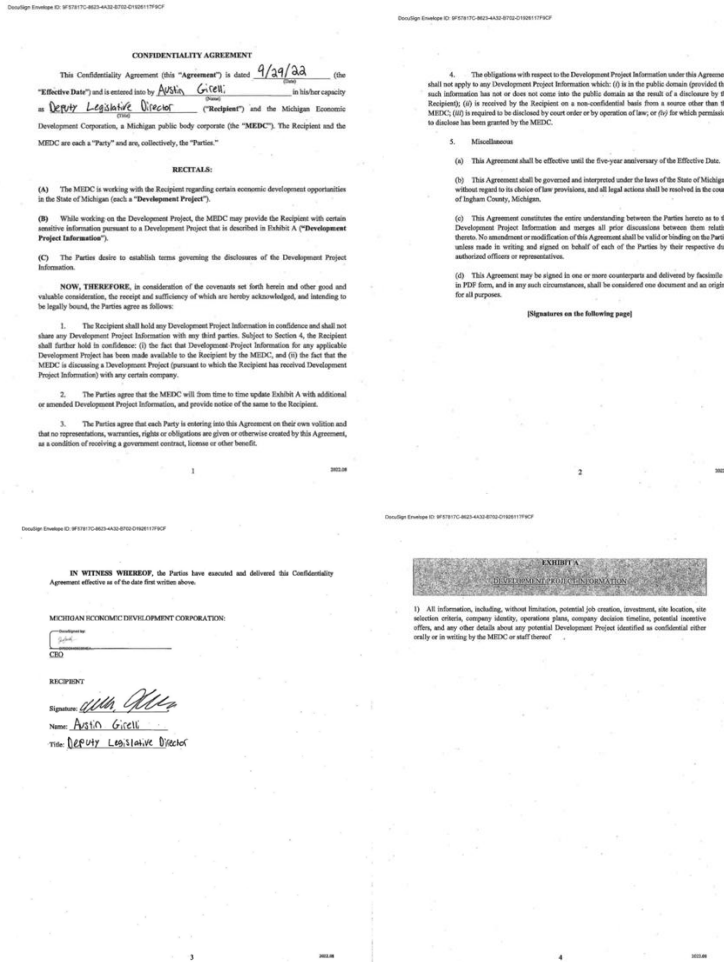 DocuSign Envelope ID: 9F57817C-8623-4A32-B702-D1926117F9CF
CONFIDENTIALITY AGREEMENT
This Confidentiality Agreement (this "Agreement") is dated 9/29/22 (the
(Date)
"Effective Date") and is entered into by Austin Girelli in his/her capacity
(Name)
as Deputy Legislative Director ("Recipient") and the Michigan Economic
(Title)
Development Corporation, a Michigan public body corporate (the "MEDC"). The Recipient and the
MEDC are each a "Party" and are, collectively, the "Parties."
RECITALS:
(A) The MEDC is working with the Recipient regarding certain economic development opportunities
in the State of Michigan (each a "Development Project").
(B) While working on the Development Project, the MEDC may provide the Recipient with certain
sensitive information pursuant to a Development Project that is described in Exhibit A ("Development
Project Information").
(C) The Parties desire to establish terms governing the disclosures of the Development Project
Information.
NOW, THEREFORE, in consideration of the covenants set forth herein and other good and
valuable consideration, the receipt and sufficiency of which are hereby acknowledged, and intending to
be legally bound, the Parties agree as follows:
1. The Recipient shall hold any Development Project Information in confidence and shall not
share any Development Project Information with any third parties. Subject to Section 4, the Recipient
shall further hold in confidence: (i) the fact that Development Project Information for any applicable
Development Project has been made available to the Recipient by the MEDC, and (ii) the fact that the
MEDC is discussing a Development Project (pursuant to which the Recipient has received Development
Project Information) with any certain company.
2. The Parties agree that the MEDC will from time to time update Exhibit A with additional
or amended Development Project Information, and provide notice of the same to the Recipient.
3. The Parties agree that each Party is entering into this Agreement on their own volition and
that no representations, warranties, rights or obligations are given or otherwise created by this Agreement,
as a condition of receiving a government contract, license or other benefit.
1
2022.08
DocuSign Envelope ID: 9F57817C-8623-4A32-B702-D1926117F9CF
4. The obligations with respect to the Development Project Information under this Agreeme
shall not apply to any Development Project Information which: (i) is in the public domain (provided th
such information has not or does not come into the public domain as the result of a disclosure by t
Recipient); (ii) is received by the Recipient on a non-confidential basis from a source other than t
MEDC; (iii) is required to be disclosed by court order or by operation of law; or (iv) for which permissi
to disclose has been granted by the MEDC.
5. Miscellaneous
(a) This Agreement shall be effective until the five-year anniversary of the Effective Date.
(b) This Agreement shall be governed and interpreted under the laws of the State of Michiga
without regard to its choice of law provisions, and all legal actions shall be resolved in the cou
of Ingham County, Michigan.
(c) This Agreement constitutes the entire understanding between the Parties hereto as to t
Development Project Information and merges all prior discussions between them relati
thereto. No amendment or modification of this Agreement shall be valid or binding on the Parti
unless made in writing and signed on behalf of each of the Parties by their respective du
authorized officers or representatives.
(d) This Agreement may be signed in one or more counterparts and delivered by facsimile
in PDF form, and in any such circumstances, shall be considered one document and an origin
for all purposes.
[Signatures on the following page]
2
202
DocuSign Envelope ID: 9F57817C-8623-4A32-B702-D1926117F9CF
IN WITNESS WHEREOF, the Parties have executed and delivered this Confidentiality
Agreement effective as of the date first written above.
MICHIGAN ECONOMIC DEVELOPMENT CORPORATION:
DocuSigned by:
CEO
RECIPIENT
Signature:
Name: Austin Girelli
Title: Deputy Legislative Director
3
2022.08
DocuSign Envelope ID: 9F57817C-8623-4A32-B702-D1926117F9CF
EXHIBIT A
DEVELOPMENT PROJECT INFORMATION
1) All information, including, without limitation, potential job creation, investment, site location, site
selection criteria, company identity, operations plans, company decision timeline, potential incentive
offers, and any other details about any potential Development Project identified as confidential either
orally or in writing by the MEDC or staff thereof .
4
2022.08